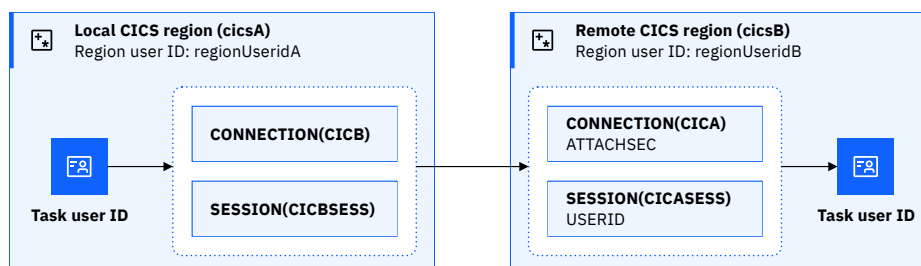 Local CICS region (cicsA)
Region user ID: regionUseridA
CONNECTION(CICB)
SESSION(CICBSESS)
Task user ID
Remote CICS region (cicsB)
Region user ID: regionUseridB
CONNECTION(CICA)
ATTACHSEC
SESSION(CICASESS)
USERID
Task user ID